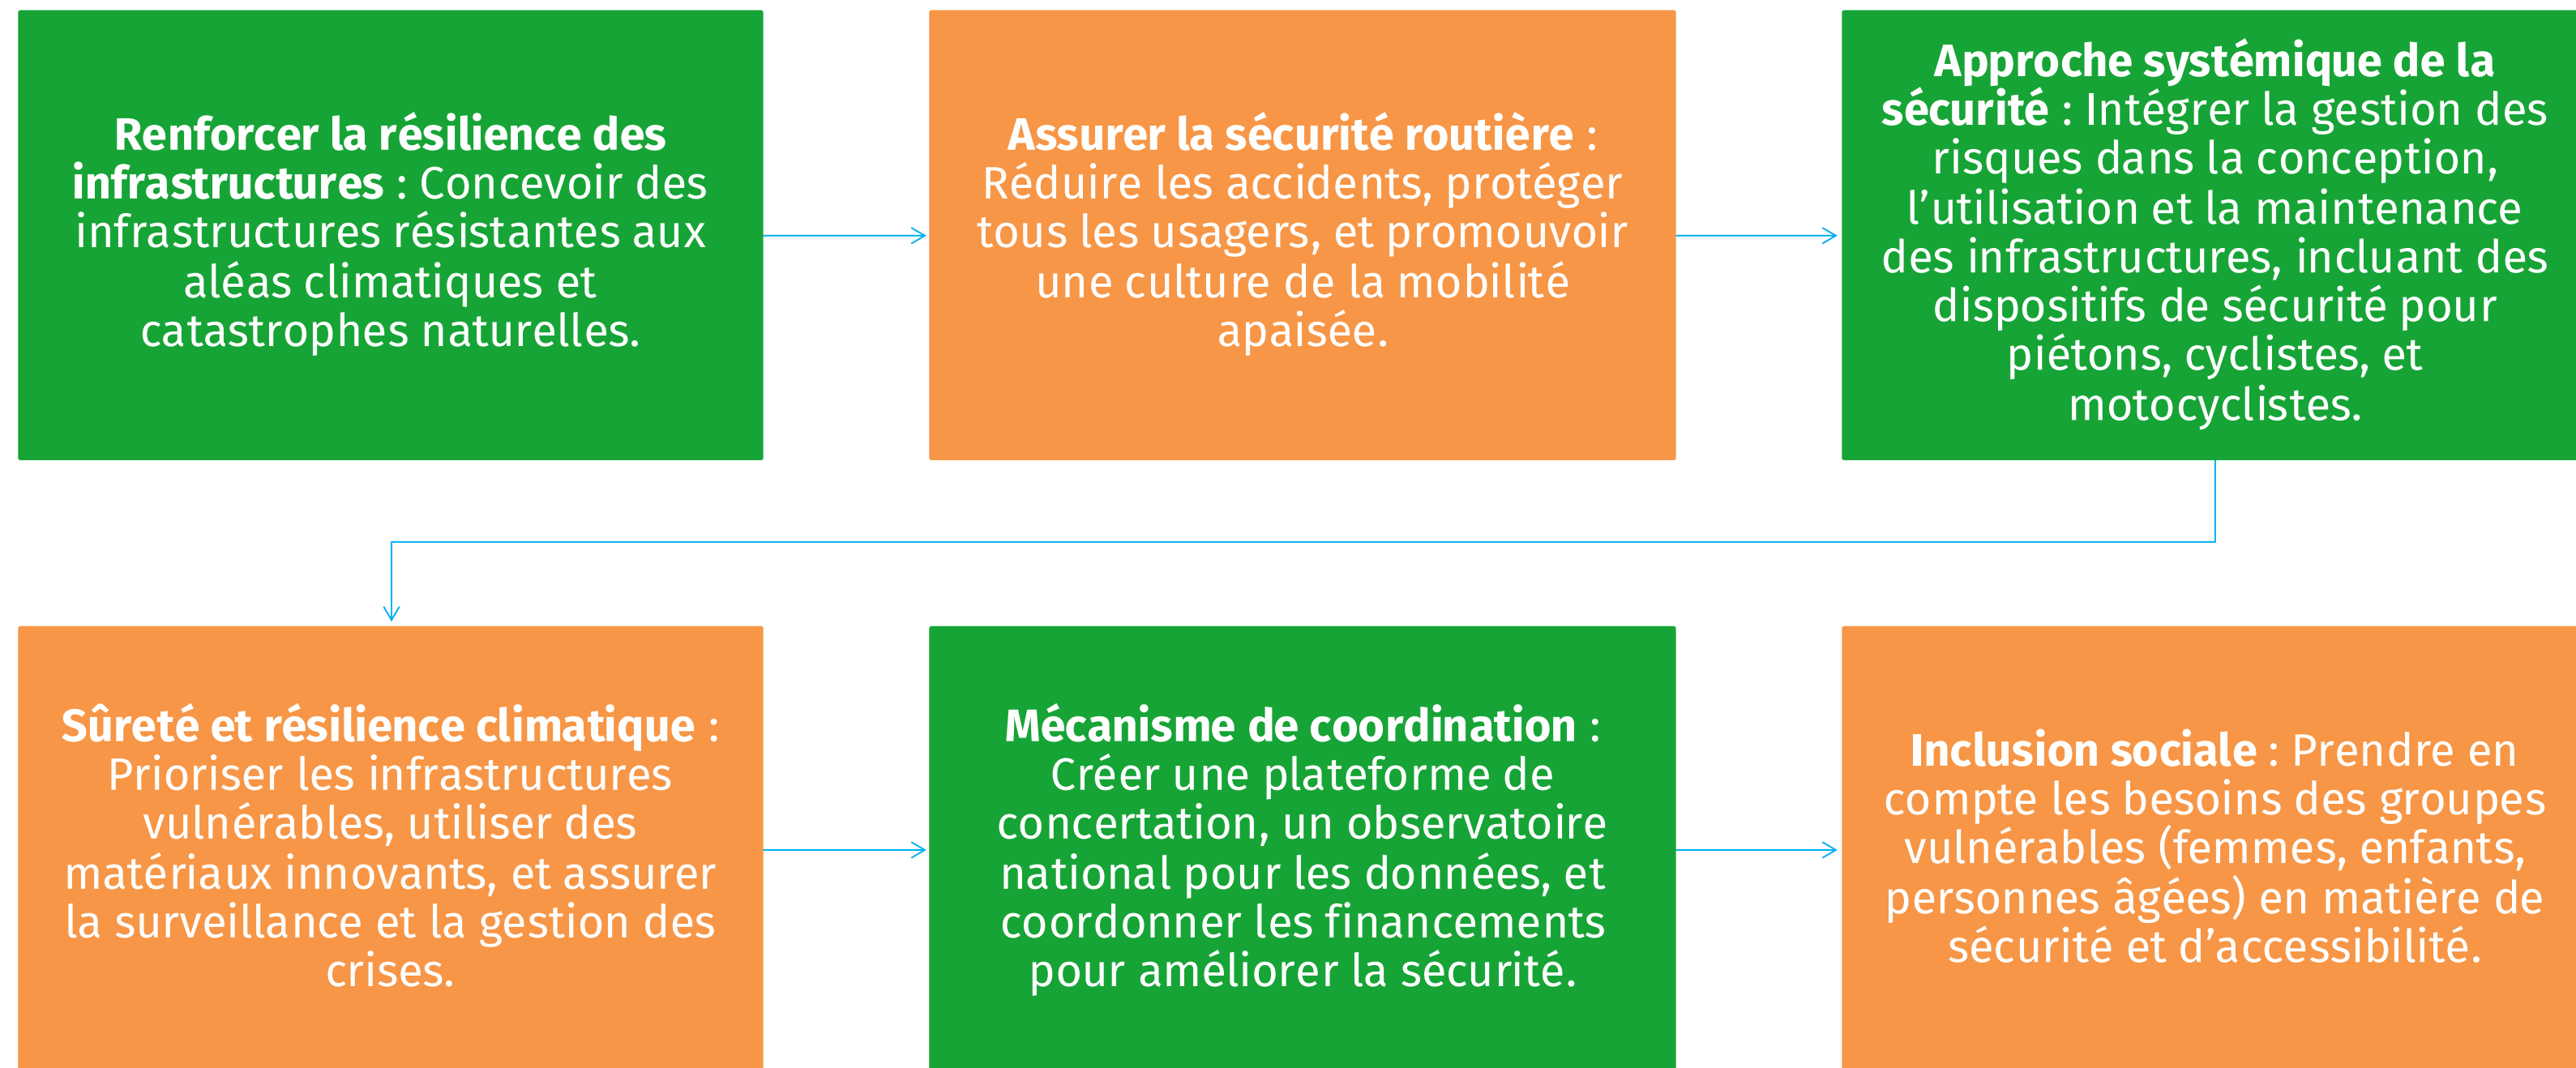 Renforcer la résilience des
infrastructures : Concevoir des
infrastructures résistantes aux
aléas climatiques et
catastrophes naturelles.
Assurer la sécurité routière :
Réduire les accidents, protéger
tous les usagers, et promouvoir
une culture de la mobilité
apaisée.
Approche systémique de la
sécurité : Intégrer la gestion des
risques dans la conception,
l’utilisation et la maintenance
des infrastructures, incluant des
dispositifs de sécurité pour
piétons, cyclistes, et
motocyclistes.
Sûreté et résilience climatique :
Prioriser les infrastructures
vulnérables, utiliser des
matériaux innovants, et assurer
la surveillance et la gestion des
crises.
Mécanisme de coordination :
Créer une plateforme de
concertation, un observatoire
national pour les données, et
coordonner les financements
pour améliorer la sécurité.
Inclusion sociale : Prendre en
compte les besoins des groupes
vulnérables (femmes, enfants,
personnes âgées) en matière de
sécurité et d’accessibilité.